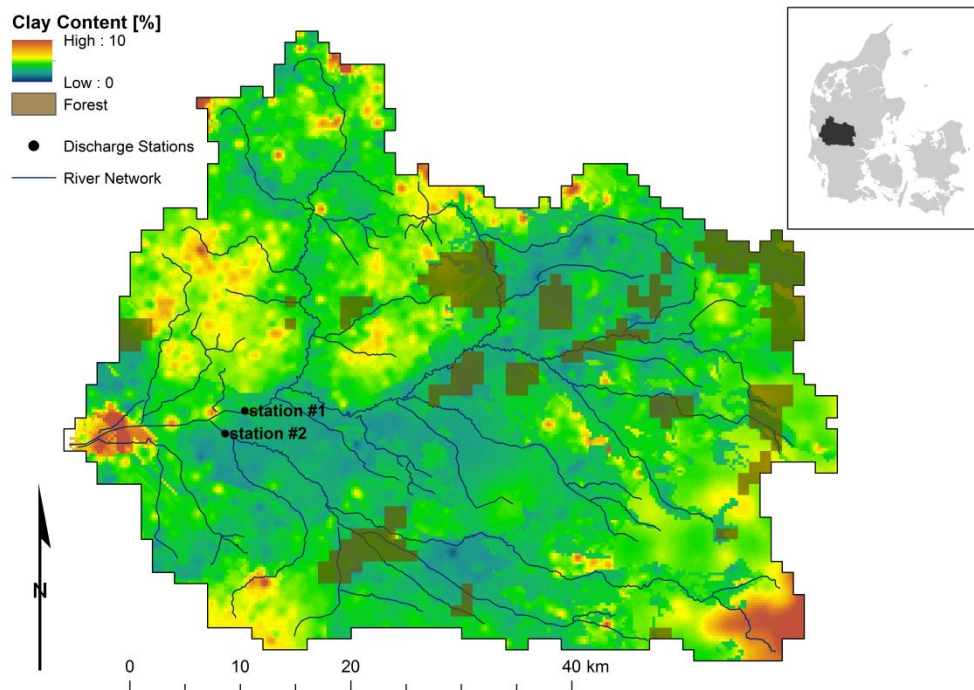 Clay Content [%]
High : 10
Low : 0
Forest
Discharge Stations
River Network
station #1
station #2
N
0 10 20 40 km